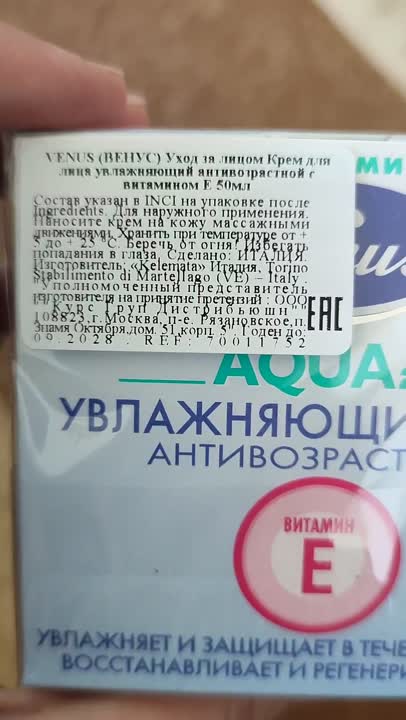 VENUS (ВЕНУС) Уход за лицом Крем для
лица увлажняющий антивозрастной с
витамином Е 50мл
Состав указан в INCI на упаковке после
Ingredients. Для наружного применения.
Наносите крем на кожу массажными
движениями. Хранить при температуре от +
5 до + 25 °С. Беречь от огня! Избегать
попадания в глаза. Сделано: ИТАЛИЯ.
Изготовитель: «Kelemata» Италия. Torino
Stabilimento di Martellago (VE) – Italy.
Уполномоченный представитель
изготовителя на принятие претензий: ООО
"Курс Груп Дистрибьюшн"
108823,г. Москва, п-е. Рязановское,п.
Знамя Октября,дом. 51,корп. 5 . Годен до:
09.2028 . REF: 70011752
EAC
МИ
AQUA
УВЛАЖНЯЮЩИ
АНТИВОЗРАСТ
ВИТАМИН
E
УВЛАЖНЯЕТ И ЗАЩИЩАЕТ В ТЕЧЕ
ВОССТАНАВЛИВАЕТ И РЕГЕНЕРИ